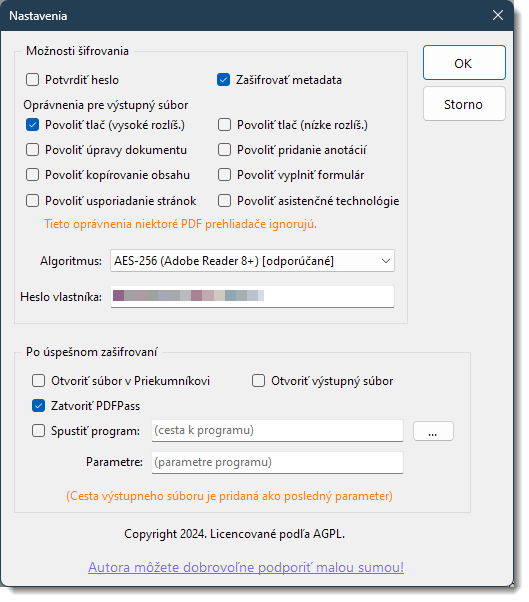 Nastavenia
Možnosti šifrovania
OK
Potvrdiť heslo
Zašifrovať metadata
Storno
Oprávnenia pre výstupný súbor
Povoliť tlač (vysoké rozlíš.)
Povoliť tlač (nízke rozlíš.)
Povoliť úpravy dokumentu
Povoliť pridanie anotácií
Povoliť kopírovanie obsahu
Povoliť vyplniť formulár
Povoliť usporiadanie stránok
Povoliť asistenčné technológie
Tieto oprávnenia niektoré PDF prehliadače ignorujú.
Algoritmus: AES-256 (Adobe Reader 8+) [odporúčané]
Heslo vlastníka:
Po úspešnom zašifrovaní
Otvoriť súbor v Priekumníkovi
Otvoriť výstupný súbor
Zatvoriť PDFPass
Spustiť program: (cesta k programu) ...
Parametre: (parametre programu)
(Cesta výstupneho súboru je pridaná ako posledný parameter)
Copyright 2024. Licencované podľa AGPL.
Autora môžete dobrovoľne podporiť malou sumou!